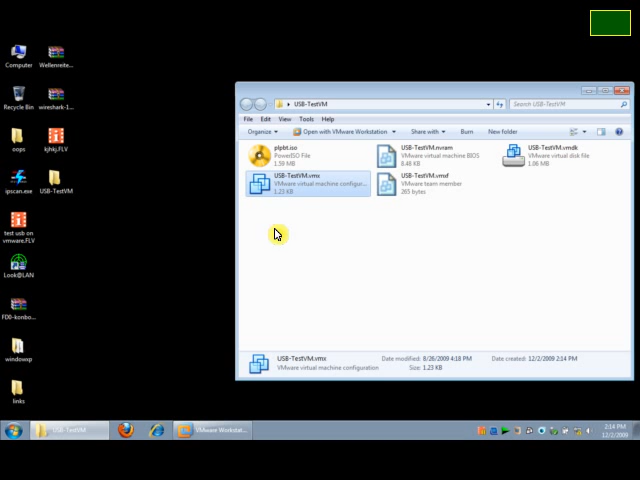 Computer
Wellenreite...
Recycle Bin
wireshark-1...
oops
kjhkj.FLV
ipscan.exe
USB-TestVM
test usb on
vmware.FLV
Look@LAN
FD0-konbo...
windowxp
links
USB-TestVM
Search USB-TestVM
File Edit View Tools Help
Organize Open with VMware Workstation Share with Burn New folder
plpbt.iso
PowerISO File
1.59 MB
USB-TestVM.nvram
VMware virtual machine BIOS
8.48 KB
USB-TestVM.vmdk
VMware virtual disk file
1.06 MB
USB-TestVM.vmx
VMware virtual machine configur...
1.23 KB
USB-TestVM.vmxf
VMware team member
265 bytes
USB-TestVM.vmx Date modified: 8/26/2009 4:18 PM Date created: 12/2/2009 2:14 PM
VMware virtual machine configuration Size: 1.23 KB
USB-TestVM
VMware Workstat...
2:14 PM
12/2/2009